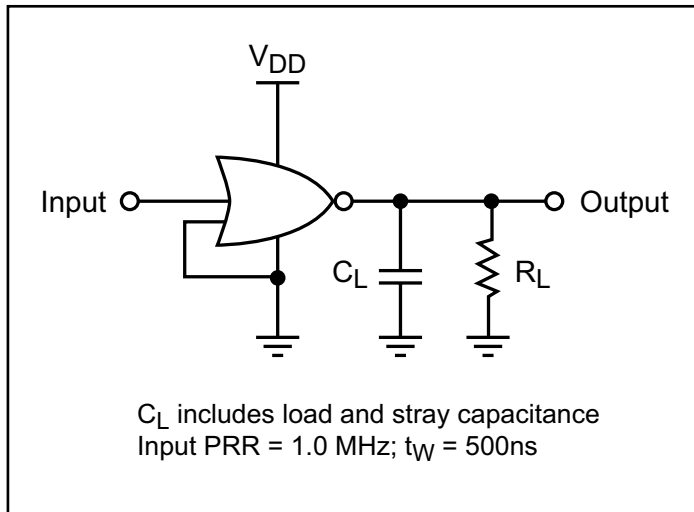 VDD
Input
Output
CL
RL
CL includes load and stray capacitance
Input PRR = 1.0 MHz; tW = 500ns